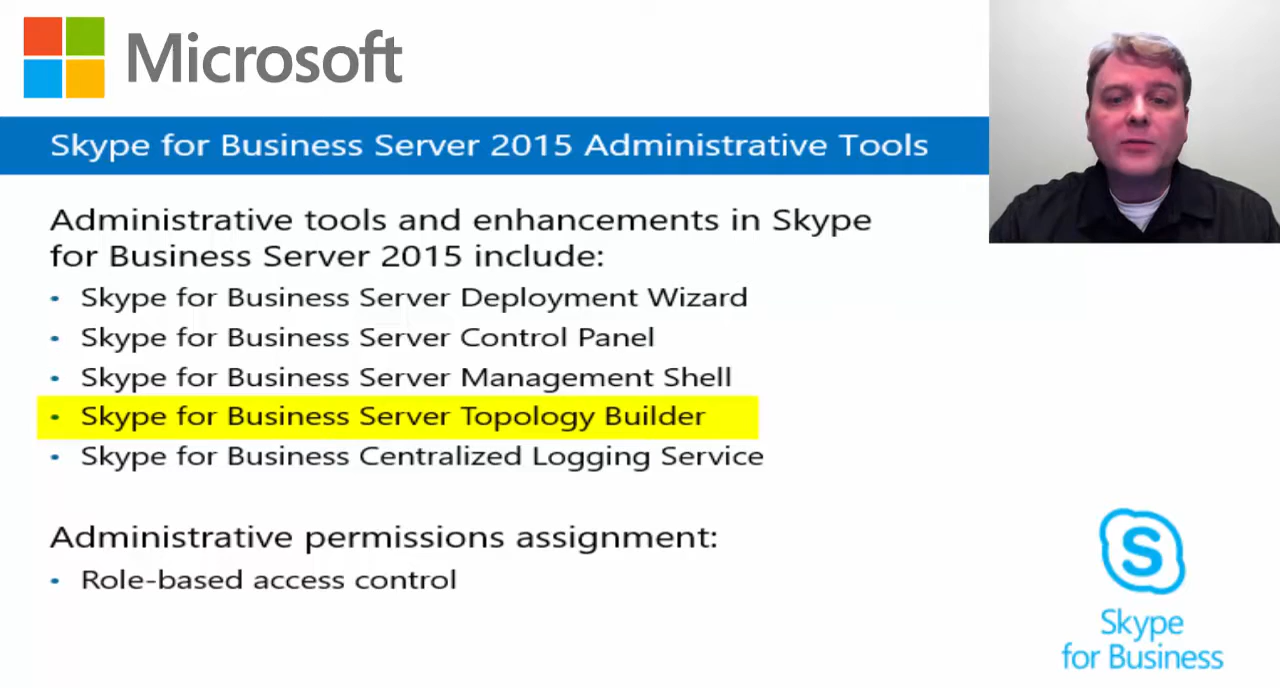 Microsoft
Skype for Business Server 2015 Administrative Tools
Administrative tools and enhancements in Skype
for Business Server 2015 include:
• Skype for Business Server Deployment Wizard
• Skype for Business Server Control Panel
• Skype for Business Server Management Shell
• Skype for Business Server Topology Builder
• Skype for Business Centralized Logging Service
Administrative permissions assignment:
• Role-based access control
S
Skype
for Business